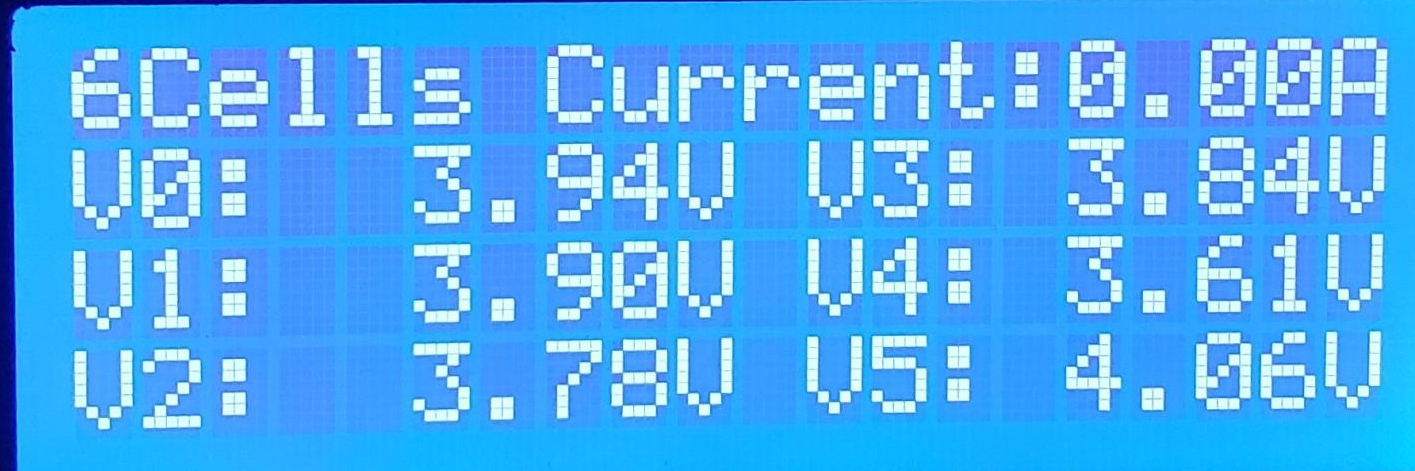 6Cells Current:0.00A
V0:   3.94V V3: 3.84V
V1:   3.90V V4: 3.61V
V2:   3.78V V5: 4.06V